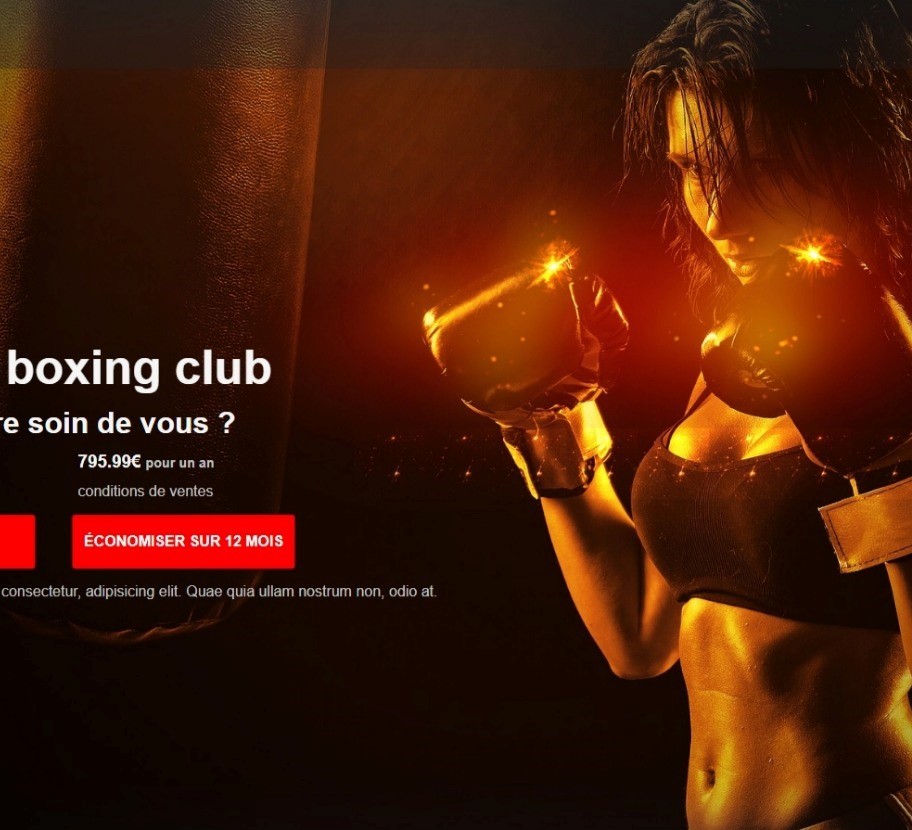 boxing club
re soin de vous ?
795.99€ pour un an
conditions de ventes
ÉCONOMISER SUR 12 MOIS
consectetur, adipisicing elit. Quae quia ullam nostrum non, odio at.